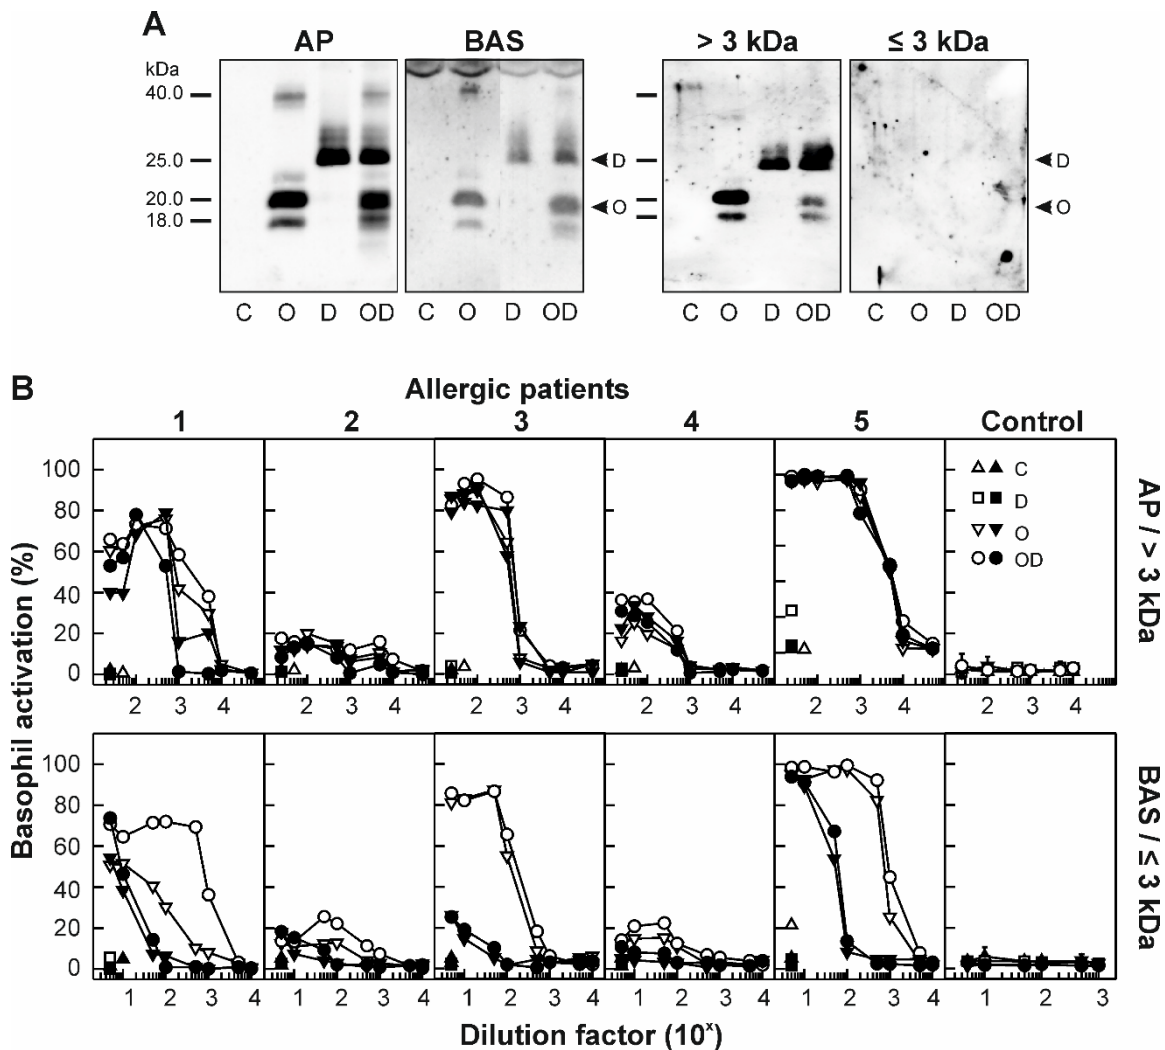 A
AP BAS > 3 kDa ≤ 3 kDa
kDa
40.0
25.0 D D
20.0 O O
18.0
C O D OD C O D OD C O D OD C O D OD
B Allergic patients
1 2 3 4 5 Control
100 C
80 D
60 O
40 OD
20
0
2 3 4 2 3 4 2 3 4 2 3 4 2 3 4 2 3 4
AP / > 3 kDa
Basophil activation (%)
100
80
60
40
20
0
1 2 3 4 1 2 3 4 1 2 3 4 1 2 3 4 1 2 3 4 1 2 3
BAS / ≤ 3 kDa
Dilution factor (10ˣ)